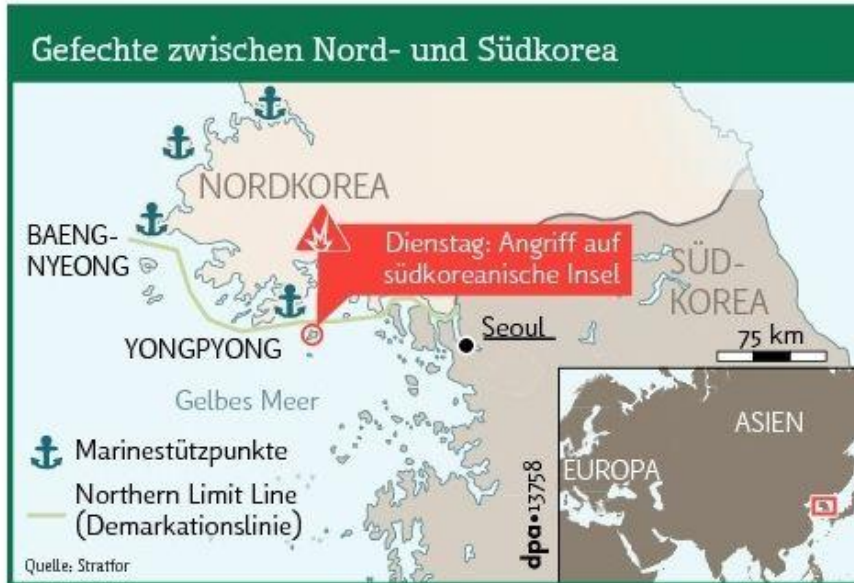 Gefechte zwischen Nord- und Südkorea
NORDKOREA
BAENG-
NYEONG
Dienstag: Angriff auf
südkoreanische Insel
SÜD-
KOREA
Seoul
75 km
YONGPYONG
Gelbes Meer
Marinestützpunkte
Northern Limit Line
(Demarkationslinie)
Quelle: Stratfor
dpa•13758
ASIEN
EUROPA